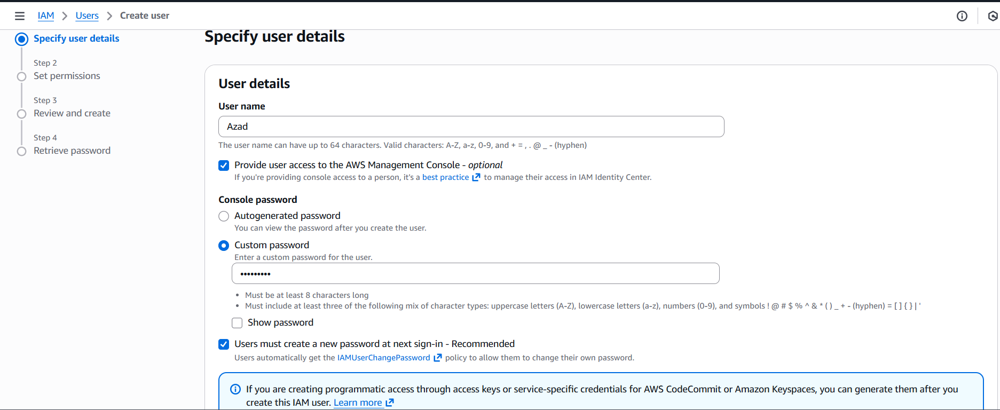 IAM > Users > Create user
Specify user details
Step 2
Set permissions
Step 3
Review and create
Step 4
Retrieve password
Specify user details
User details
User name
Azad
The user name can have up to 64 characters. Valid characters: A-Z, a-z, 0-9, and + = , . @ _ - (hyphen)
Provide user access to the AWS Management Console - optional
If you're providing console access to a person, it's a best practice to manage their access in IAM Identity Center.
Console password
Autogenerated password
You can view the password after you create the user.
Custom password
Enter a custom password for the user.
•••••••••
• Must be at least 8 characters long
• Must include at least three of the following mix of character types: uppercase letters (A-Z), lowercase letters (a-z), numbers (0-9), and symbols ! @ # $ % ^ & * ( ) _ + - (hyphen) = [ ] { } | '
Show password
Users must create a new password at next sign-in - Recommended
Users automatically get the IAMUserChangePassword policy to allow them to change their own password.
If you are creating programmatic access through access keys or service-specific credentials for AWS CodeCommit or Amazon Keyspaces, you can generate them after you
create this IAM user. Learn more